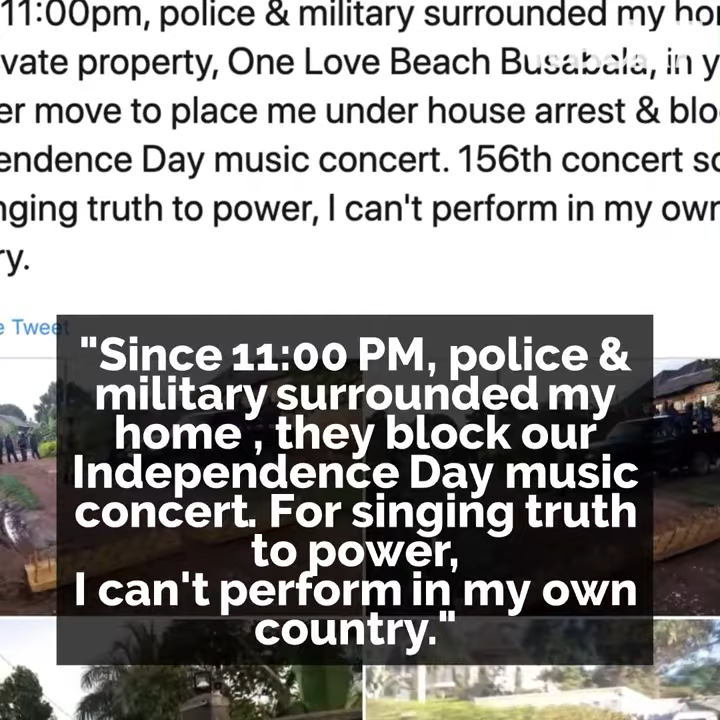 11:00pm, police & military surrounded my
vate property, One Love Beach Busabala, in
er move to place me under house arrest &
endence Day music concert. 156th concert
nging truth to power, I can't perform in my own
ry.
e Tweet
"Since 11:00 PM, police &
military surrounded my
home , they block our
Independence Day music
concert. For singing truth
to power,
I can't perform in my own
country."